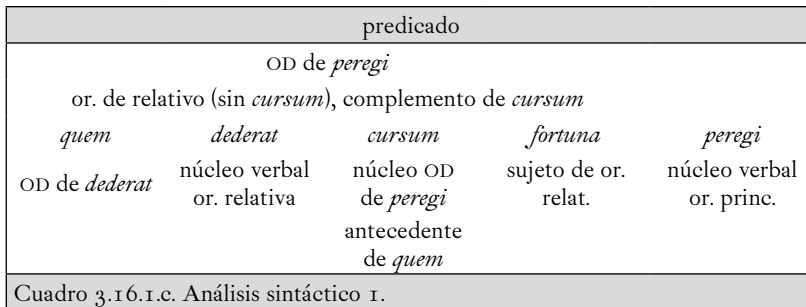 predicado
OD de peregi
or. de relativo (sin cursum), complemento de cursum
quem dederat cursum fortuna peregi
OD de dederat núcleo verbal núcleo OD sujeto de or. núcleo verbal
or. relativa de peregi relat. or. princ.
antecedente
de quem
Cuadro 3.16.1.c. Análisis sintáctico 1.